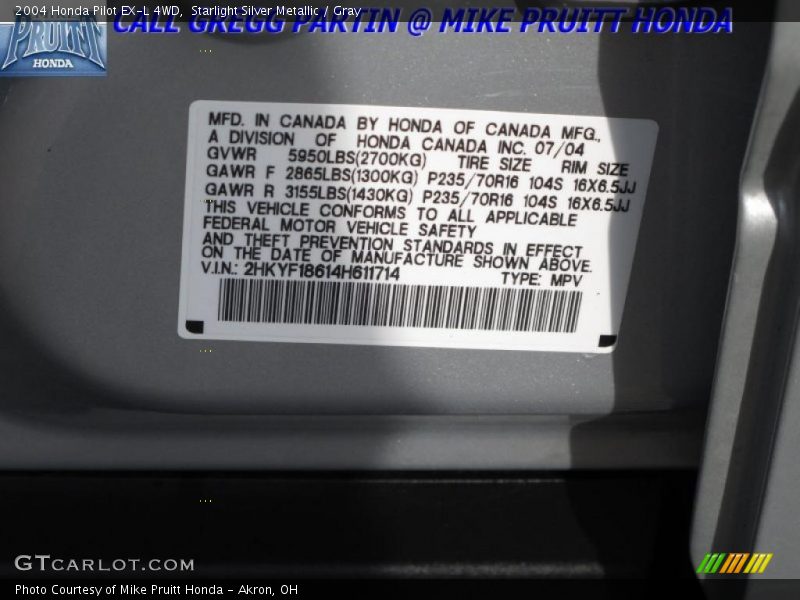 2004 Honda Pilot EX-L 4WD, Starlight Silver Metallic / Gray
CALL GREGG PARTIN @ MIKE PRUITT HONDA
PRUITT
HONDA
MFD. IN CANADA BY HONDA OF CANADA MFG.,
A DIVISION OF HONDA CANADA INC. 07/04
GVWR 5950LBS(2700KG) TIRE SIZE RIM SIZE
GAWR F 2865LBS(1300KG) P235/70R16 104S 16X6.5JJ
GAWR R 3155LBS(1430KG) P235/70R16 104S 16X6.5JJ
THIS VEHICLE CONFORMS TO ALL APPLICABLE
FEDERAL MOTOR VEHICLE SAFETY
AND THEFT PREVENTION STANDARDS IN EFFECT
ON THE DATE OF MANUFACTURE SHOWN ABOVE.
V.I.N.: 2HKYF18614H611714 TYPE: MPV
GTCARLOT.COM
Photo Courtesy of Mike Pruitt Honda - Akron, OH